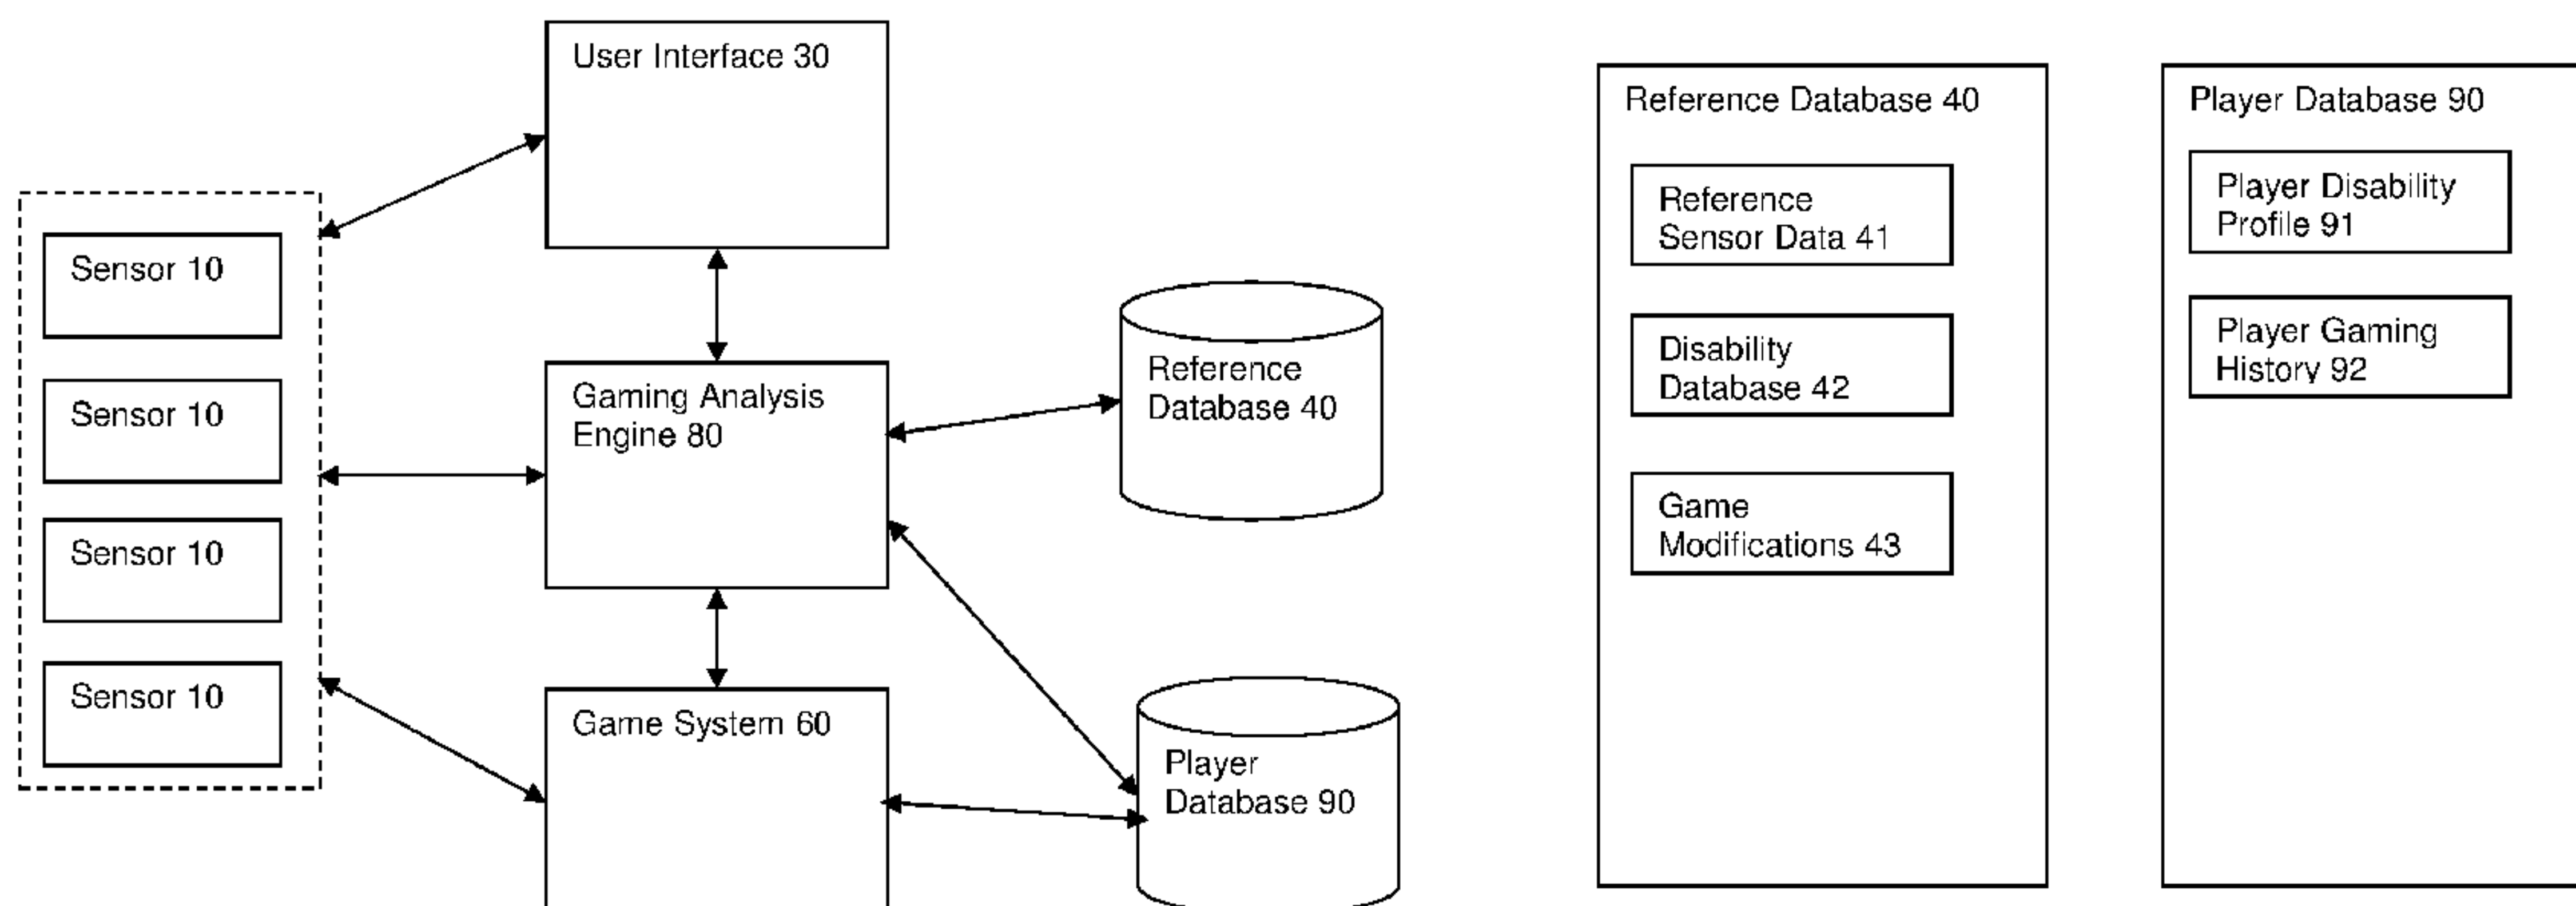 User Interface 30
Sensor 10
Sensor 10
Sensor 10
Sensor 10
Gaming Analysis
Engine 80
Game System 60
Reference
Database 40
Player
Database 90
Reference Database 40
Reference
Sensor Data 41
Disability
Database 42
Game
Modifications 43
Player Database 90
Player Disability
Profile 91
Player Gaming
History 92